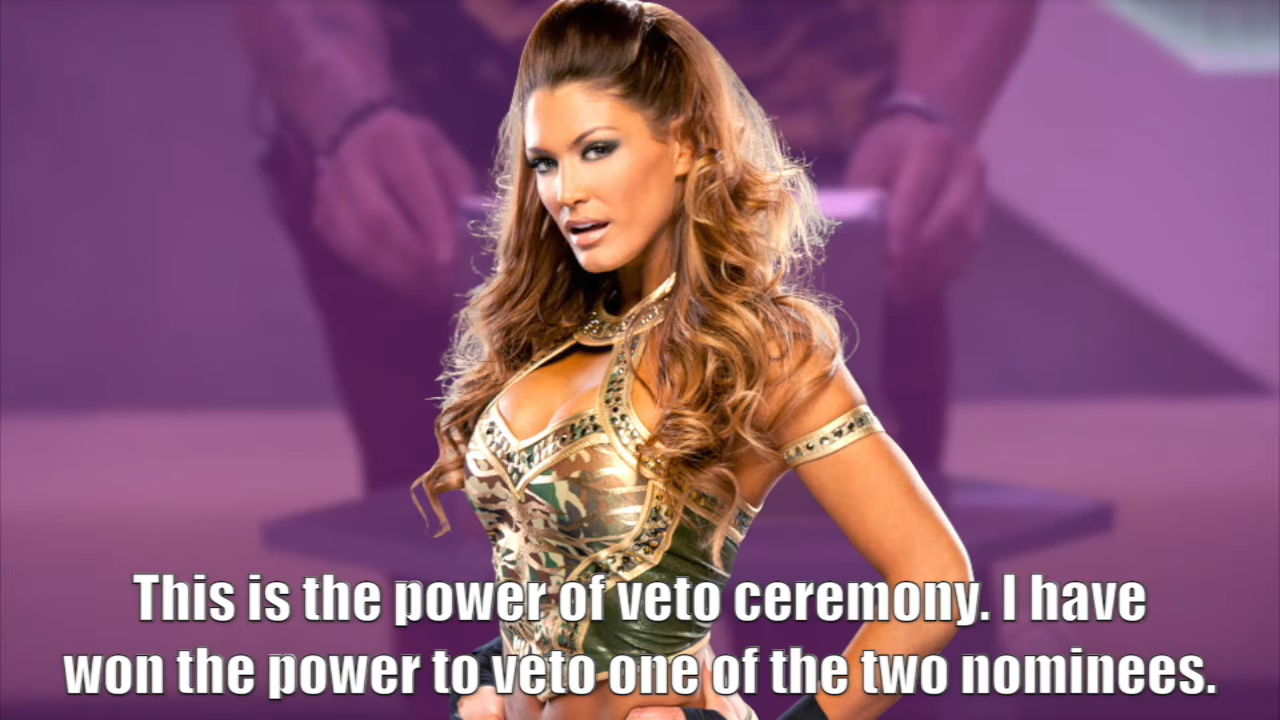 This is the power of veto ceremony. I have
won the power to veto one of the two nominees.